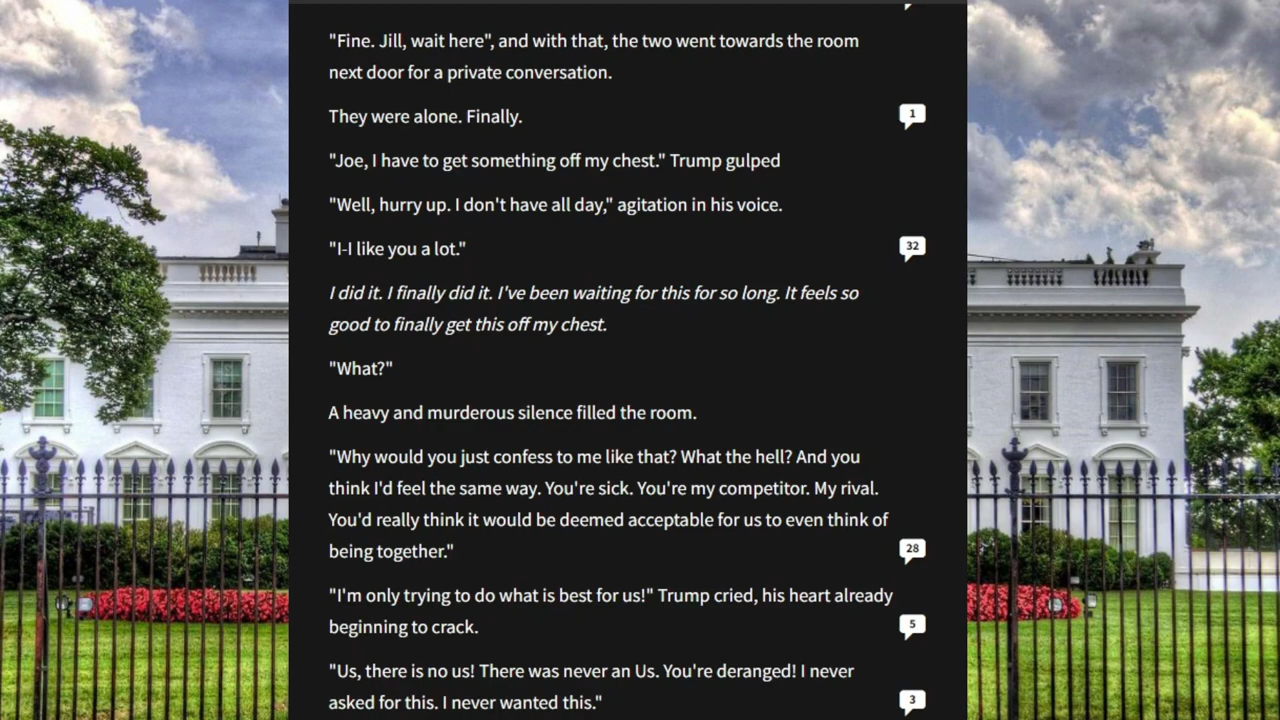 "Fine. Jill, wait here", and with that, the two went towards the room
next door for a private conversation.
They were alone. Finally.
1
"Joe, I have to get something off my chest." Trump gulped
"Well, hurry up. I don't have all day," agitation in his voice.
"I-I like you a lot."
32
I did it. I finally did it. I've been waiting for this for so long. It feels so
good to finally get this off my chest.
"What?"
A heavy and murderous silence filled the room.
"Why would you just confess to me like that? What the hell? And you
think I'd feel the same way. You're sick. You're my competitor. My rival.
You'd really think it would be deemed acceptable for us to even think of
being together."
28
"I'm only trying to do what is best for us!" Trump cried, his heart already
beginning to crack.
5
"Us, there is no us! There was never an Us. You're deranged! I never
asked for this. I never wanted this."
3